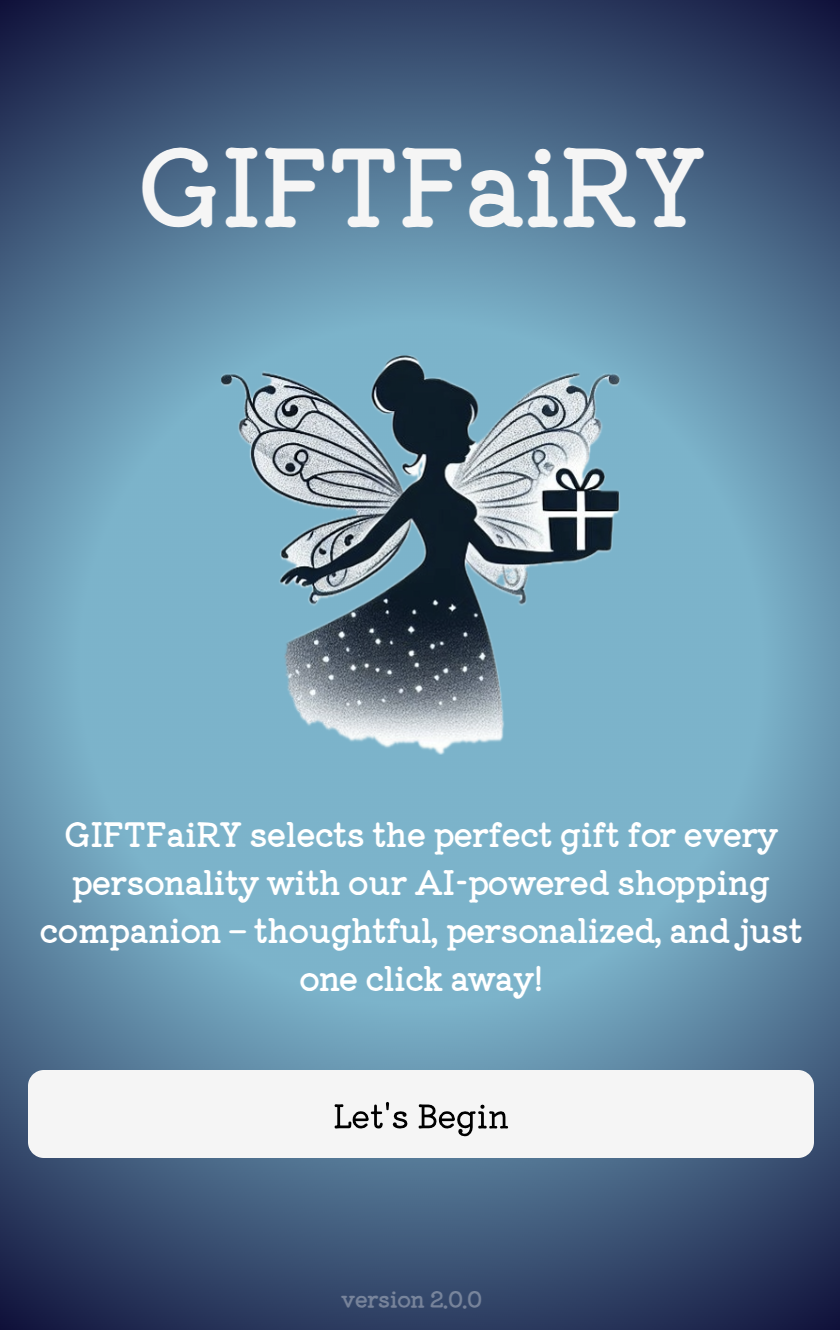 GIFTFaiRY
GIFTFaiRY selects the perfect gift for every
personality with our AI-powered shopping
companion – thoughtful, personalized, and just
one click away!
Let's Begin
version 2.0.0